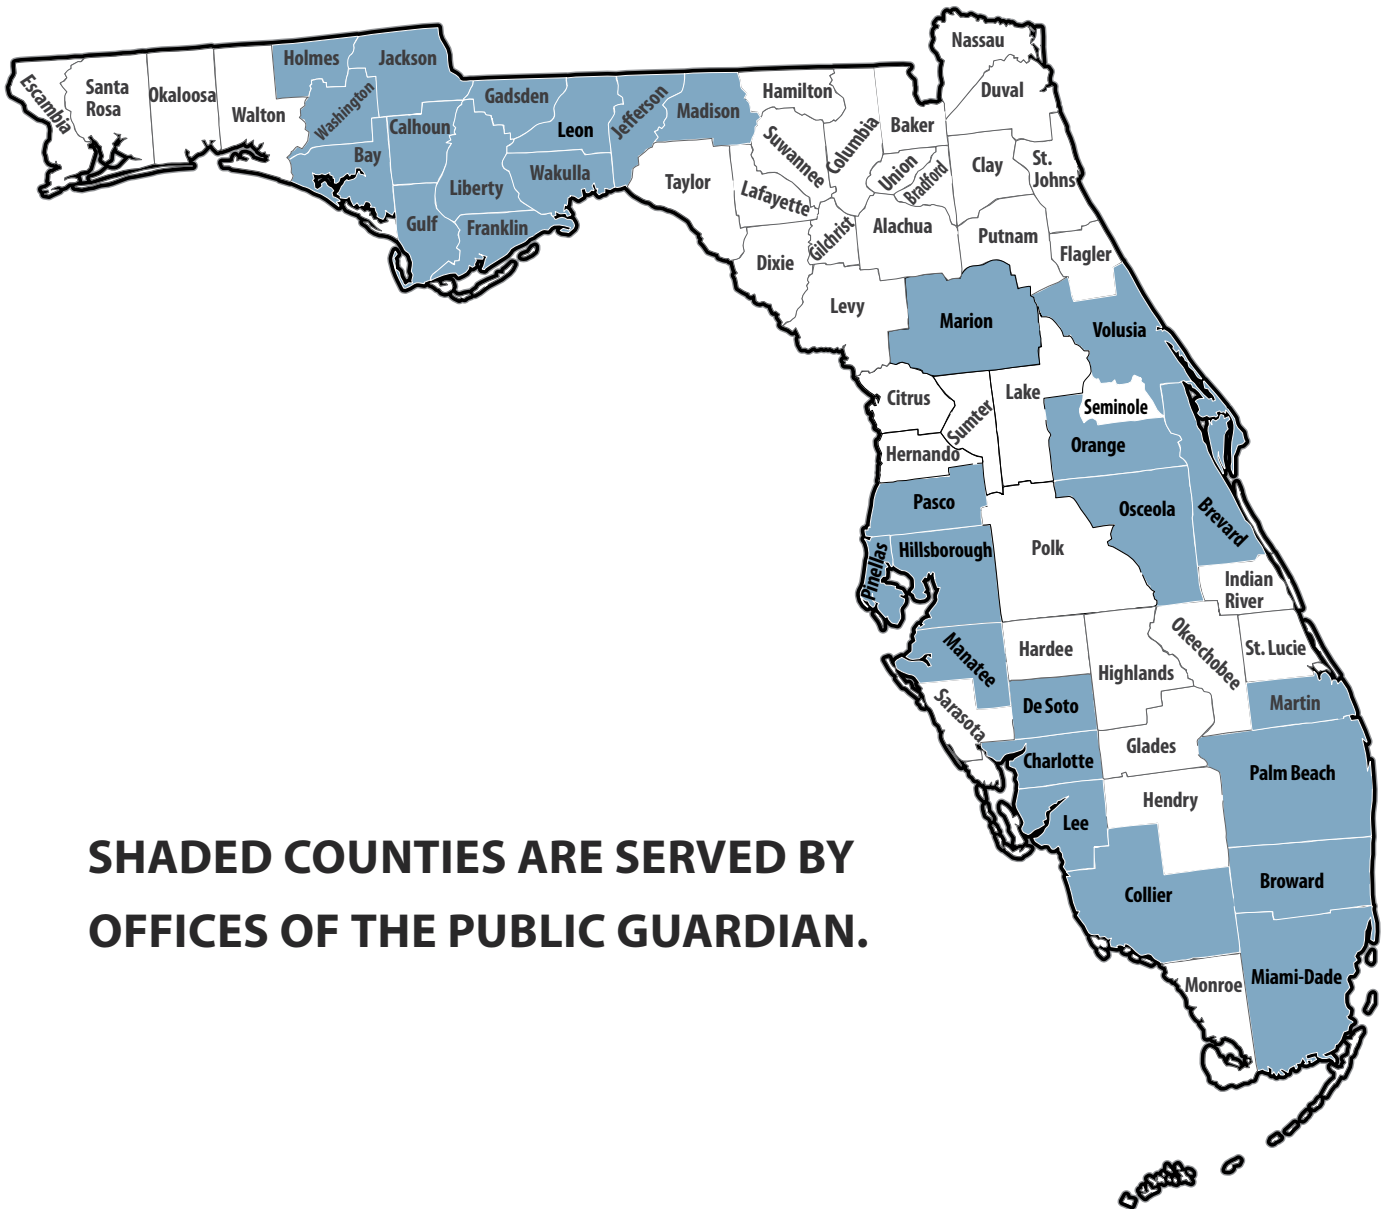 Nassau
Holmes
Jackson
Escambia
Santa
Rosa
Okaloosa
Walton
Washington
Gadsden
Jefferson
Madison
Hamilton
Duval
Calhoun
Leon
Suwannee
Columbia
Baker
Bay
Liberty
Wakulla
Taylor
Lafayette
Union
Bradford
Clay
St.
Johns
Gulf
Franklin
Gilchrist
Alachua
Putnam
Dixie
Flagler
Levy
Marion
Volusia
Citrus
Sumter
Lake
Seminole
Hernando
Orange
Pasco
Osceola
Brevard
Pinellas
Hillsborough
Polk
Indian
River
Manatee
Hardee
Highlands
Okeechobee
St. Lucie
Sarasota
De Soto
Martin
Charlotte
Glades
Palm Beach
Hendry
Lee
SHADED COUNTIES ARE SERVED BY
OFFICES OF THE PUBLIC GUARDIAN.
Collier
Broward
Monroe
Miami-Dade